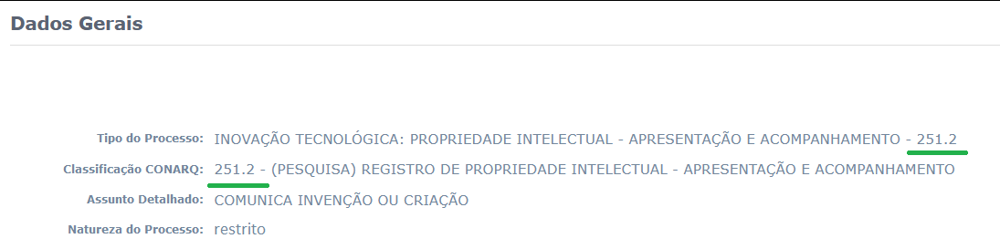 Dados Gerais
Tipo do Processo: INOVAÇÃO TECNOLÓGICA: PROPRIEDADE INTELECTUAL - APRESENTAÇÃO E ACOMPANHAMENTO - 251.2
Classificação CONARQ: 251.2 - (PESQUISA) REGISTRO DE PROPRIEDADE INTELECTUAL - APRESENTAÇÃO E ACOMPANHAMENTO
Assunto Detalhado: COMUNICA INVENÇÃO OU CRIAÇÃO
Natureza do Processo: restrito